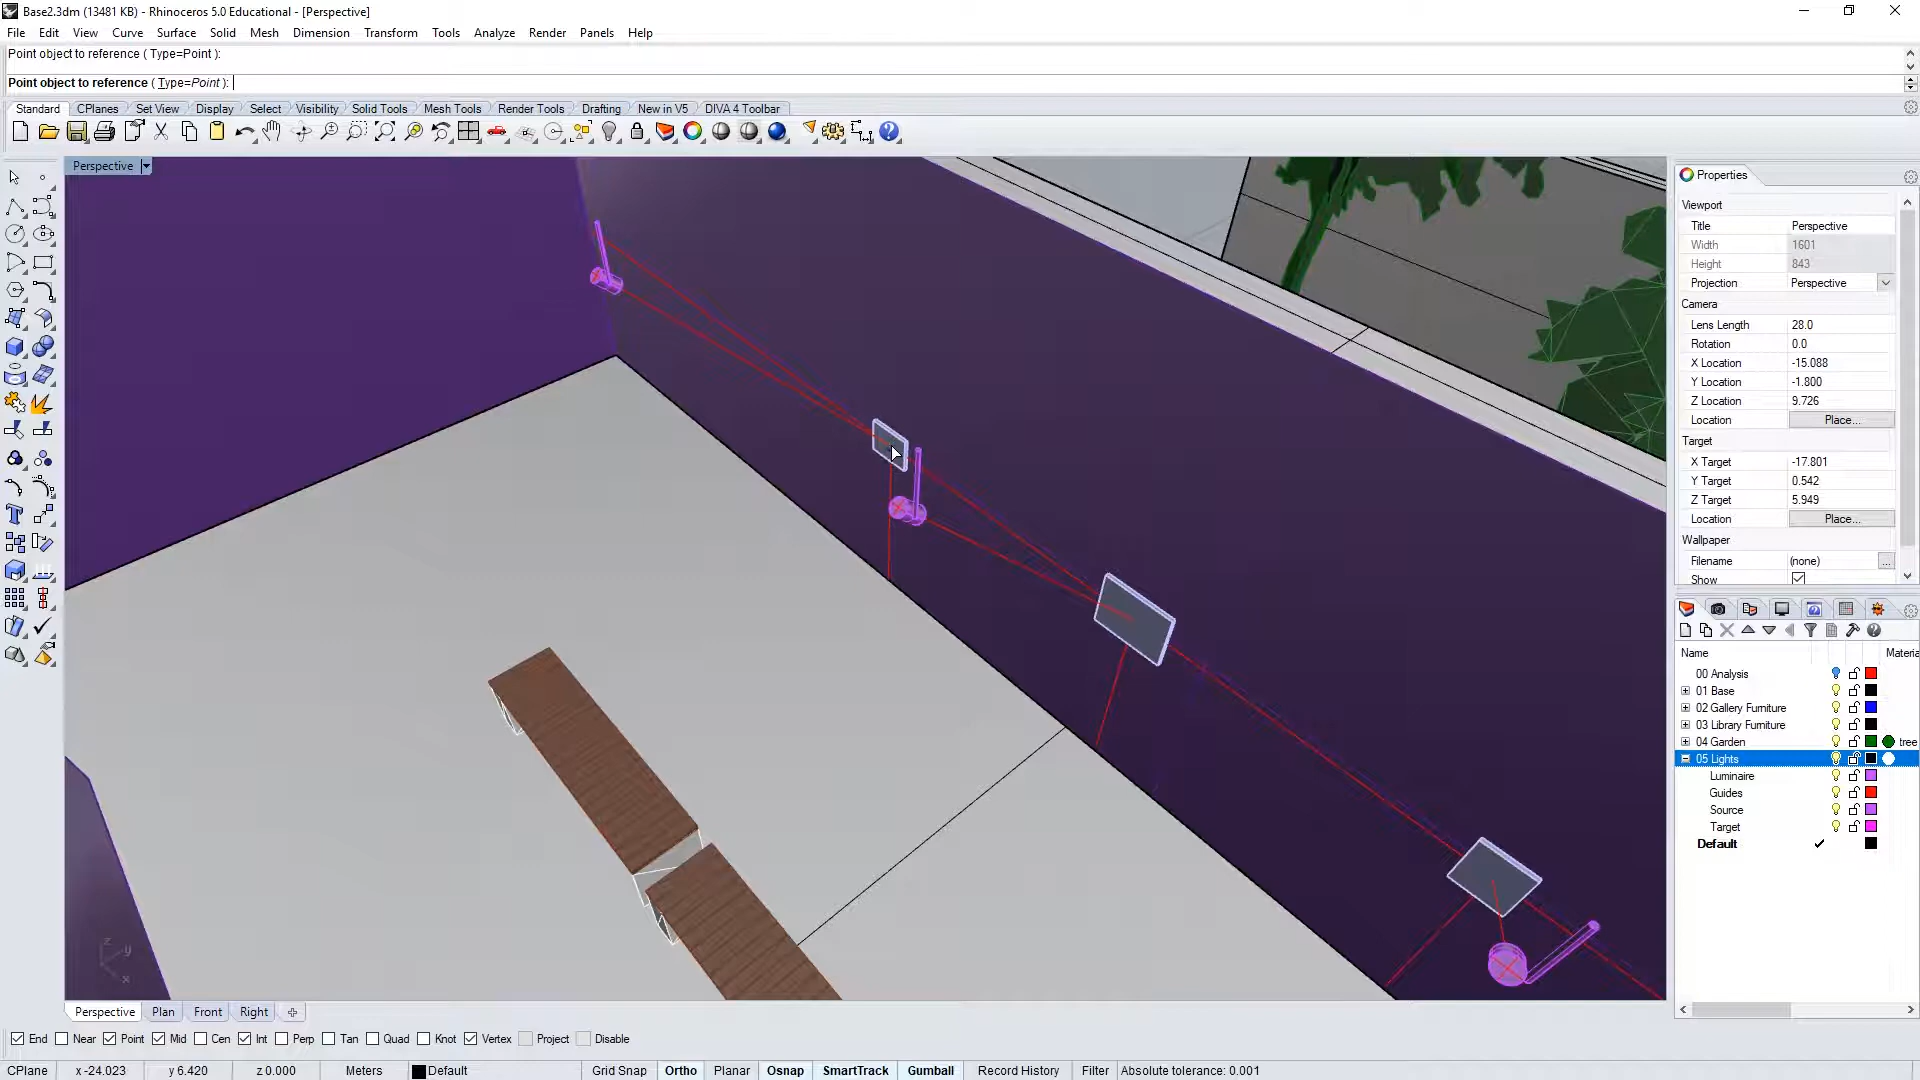 Base2.3dm (13481 KB) - Rhinoceros 5.0 Educational - [Perspective]
File Edit View Curve Surface Solid Mesh Dimension Transform Tools Analyze Render Panels Help
Point object to reference ( Type=Point ):
Point object to reference ( Type=Point ):
Standard CPlanes Set View Display Select Visibility Solid Tools Mesh Tools Render Tools Drafting New in V5 DIVA 4 Toolbar
Perspective
Properties
Viewport
Title Perspective
Width 1601
Height 843
Projection Perspective
Camera
Lens Length 28.0
Rotation 0.0
X Location -15.088
Y Location -1.800
Z Location 9.726
Location Place...
Target
X Target -17.801
Y Target 0.542
Z Target 5.949
Location Place...
Wallpaper
Filename (none) ...
Show
Name Materia
00 Analysis
01 Base
02 Gallery Furniture
03 Library Furniture
04 Garden tree
05 Lights
Luminaire
Guides
Source
Target
Default
z y x
Perspective Plan Front Right
End Near Point Mid Cen Int Perp Tan Quad Knot Vertex Project Disable
CPlane x -24.023 y 6.420 z 0.000 Meters Default Grid Snap Ortho Planar Osnap SmartTrack Gumball Record History Filter Absolute tolerance: 0.001